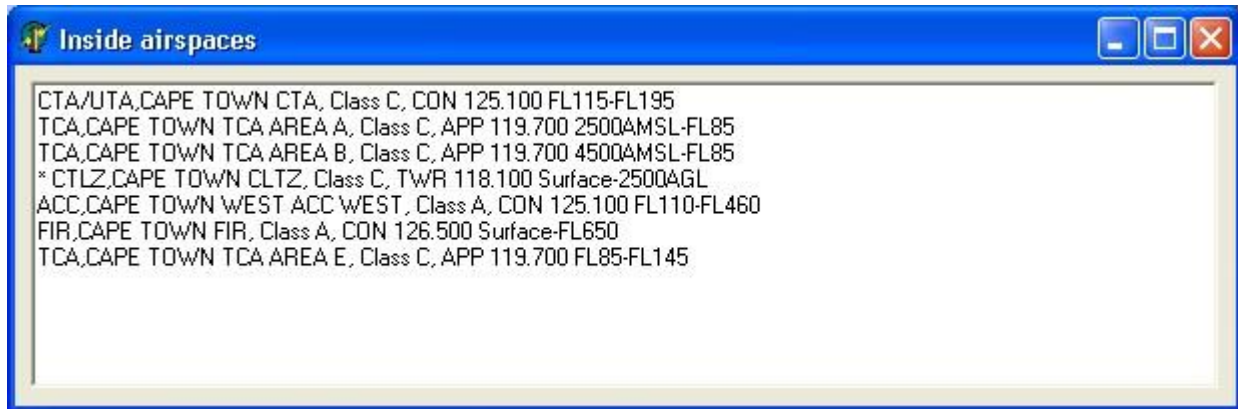 Inside airspaces
CTA/UTA,CAPE TOWN CTA, Class C, CON 125.100 FL115-FL195
TCA,CAPE TOWN TCA AREA A, Class C, APP 119.700 2500AMSL-FL85
TCA,CAPE TOWN TCA AREA B, Class C, APP 119.700 4500AMSL-FL85
* CTLZ,CAPE TOWN CLTZ, Class C, TWR 118.100 Surface-2500AGL
ACC,CAPE TOWN WEST ACC WEST, Class A, CON 125.100 FL110-FL460
FIR,CAPE TOWN FIR, Class A, CON 126.500 Surface-FL650
TCA,CAPE TOWN TCA AREA E, Class C, APP 119.700 FL85-FL145